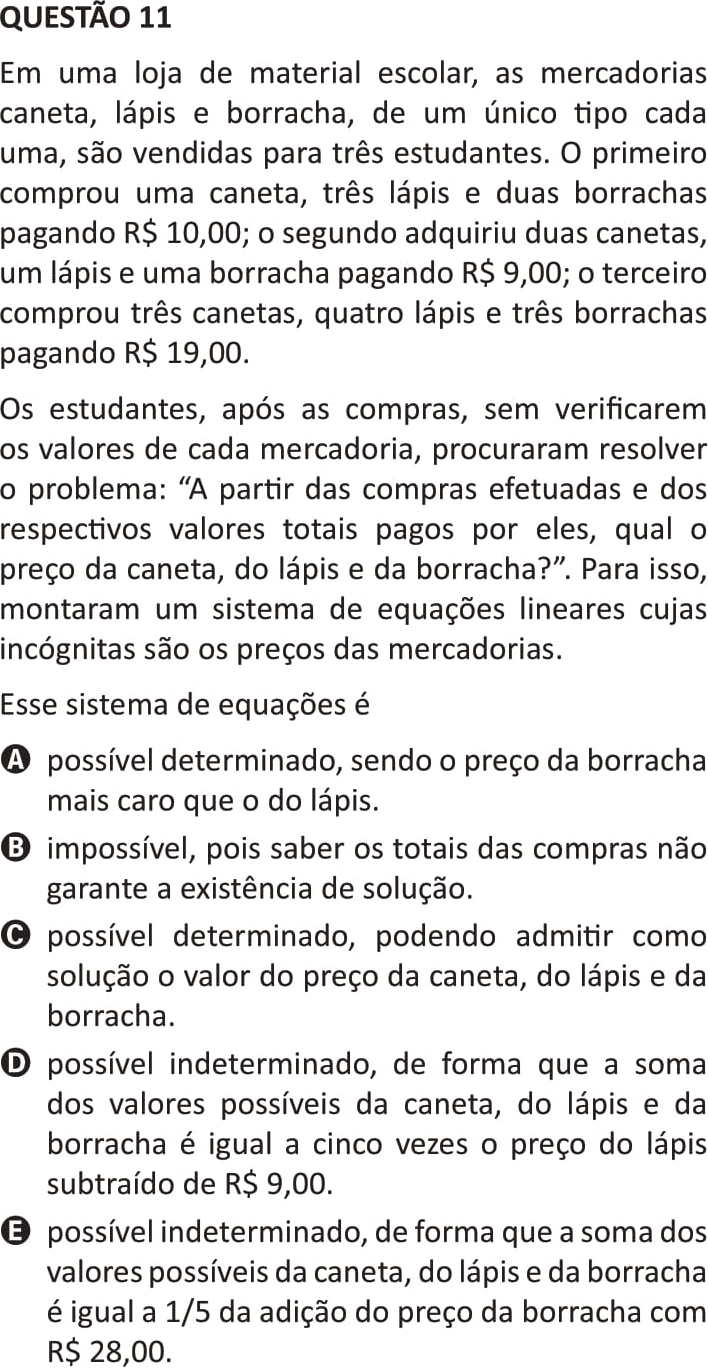 QUESTÃO 11
Em uma loja de material escolar, as mercadorias
caneta, lápis e borracha, de um único tipo cada
uma, são vendidas para três estudantes. O primeiro
comprou uma caneta, três lápis e duas borrachas
pagando R$ 10,00; o segundo adquiriu duas canetas,
um lápis e uma borracha pagando R$ 9,00; o terceiro
comprou três canetas, quatro lápis e três borrachas
pagando R$ 19,00.
Os estudantes, após as compras, sem verificarem
os valores de cada mercadoria, procuraram resolver
o problema: “A partir das compras efetuadas e dos
respectivos valores totais pagos por eles, qual o
preço da caneta, do lápis e da borracha?”. Para isso,
montaram um sistema de equações lineares cujas
incógnitas são os preços das mercadorias.
Esse sistema de equações é
A possível determinado, sendo o preço da borracha
mais caro que o do lápis.
B impossível, pois saber os totais das compras não
garante a existência de solução.
C possível determinado, podendo admitir como
solução o valor do preço da caneta, do lápis e da
borracha.
D possível indeterminado, de forma que a soma
dos valores possíveis da caneta, do lápis e da
borracha é igual a cinco vezes o preço do lápis
subtraído de R$ 9,00.
E possível indeterminado, de forma que a soma dos
valores possíveis da caneta, do lápis e da borracha
é igual a 1/5 da adição do preço da borracha com
R$ 28,00.